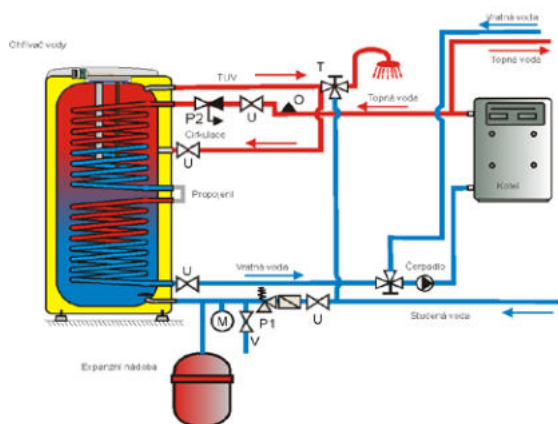 Vratná voda
Ohřívač vody
Topná voda
TUV
T
P2
U
O
Topná voda
Cirkulace
U
Propojení
Kotel
U
Vratná voda
Čerpadlo
M
P1
U
V
Studená voda
Expanzní nádoba